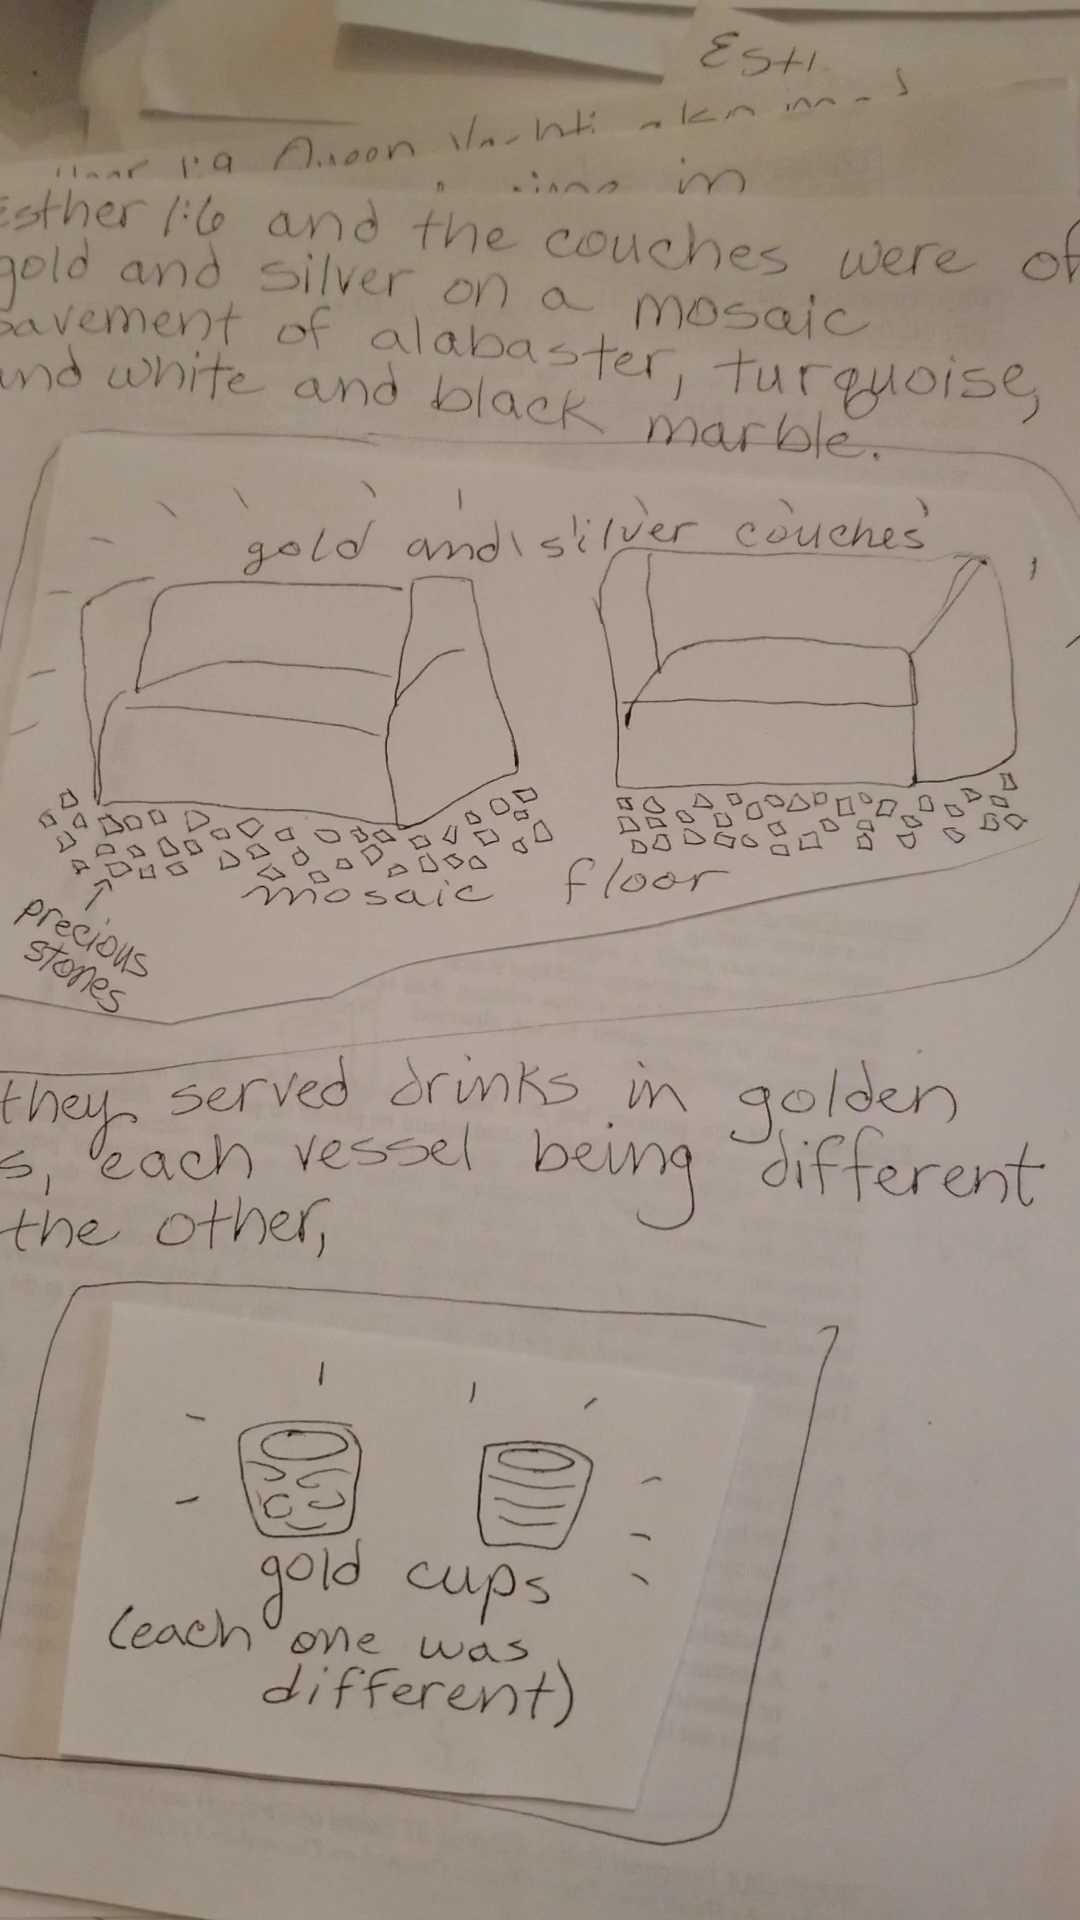 Esth.
1:9
in
Esther 1:6 and the couches were of
gold and silver on a mosaic
pavement of alabaster, turquoise,
and white and black
marble.
gold and silver couches
mosaic floor
precious
stones
they served drinks in golden
s, each vessel being different
the other,
gold cups
(each one was
different)